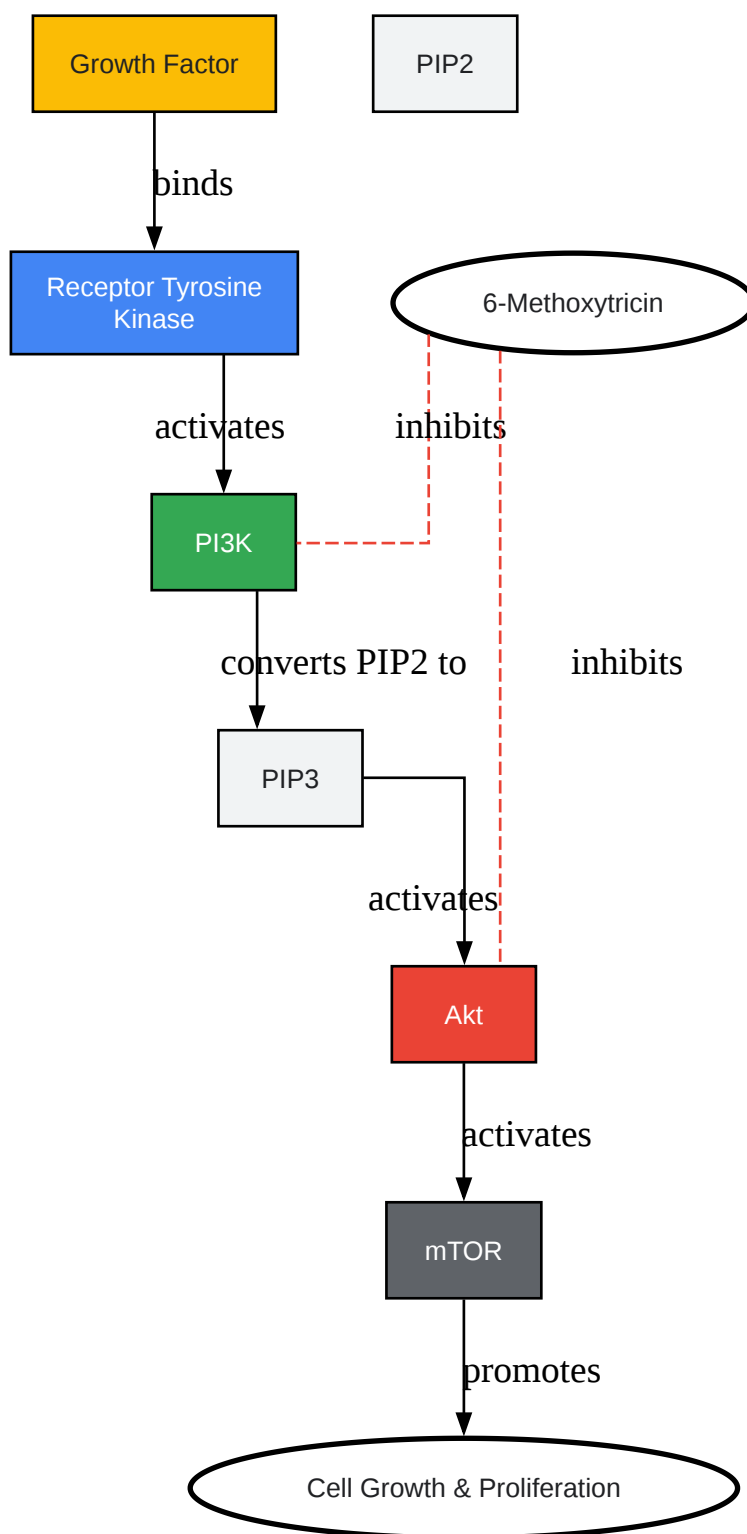 Growth Factor
PIP2
binds
Receptor Tyrosine
Kinase
6-Methoxytricin
activates
inhibits
PI3K
converts PIP2 to
inhibits
PIP3
activates
Akt
activates
mTOR
promotes
Cell Growth & Proliferation